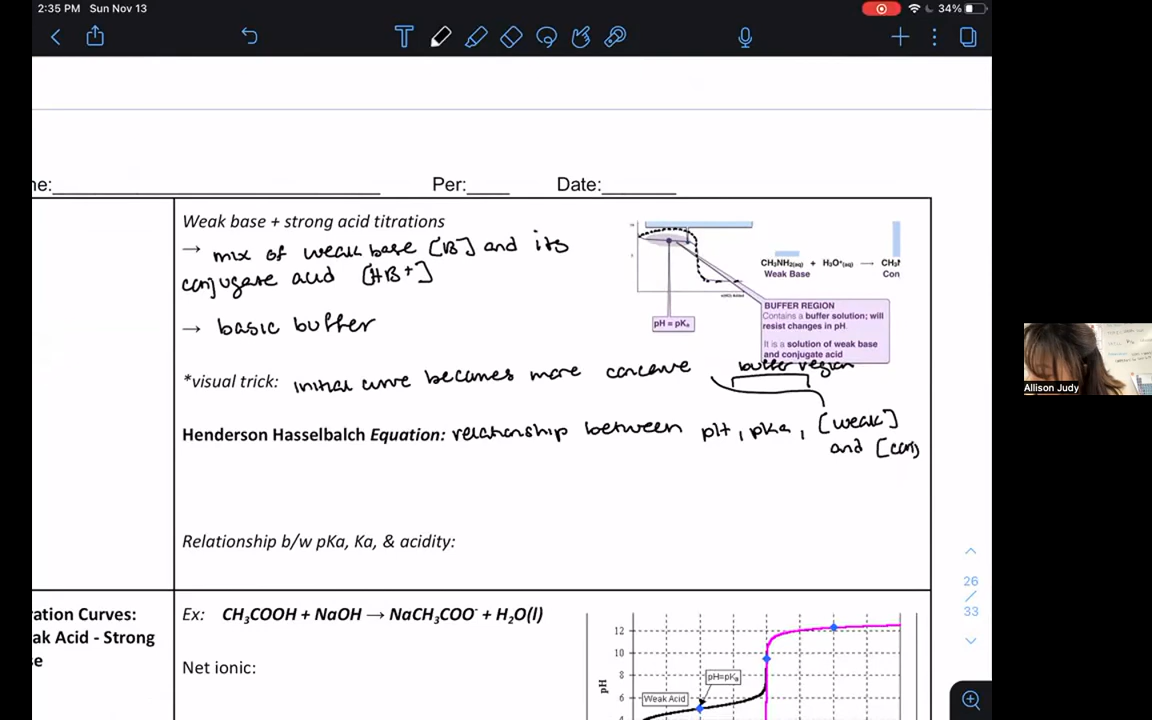 2:35 PM Sun Nov 13
34%
ne:
Per:
Date:
Weak base + strong acid titrations
→ mix of weak base [B] and its
conjugate acid [HB+]
→ basic buffer
*visual trick: initial curve becomes more concave
buffer region
Henderson Hasselbalch Equation: relationship between pH, pKa, [weak]
and [con]
Relationship b/w pKa, Ka, & acidity:
pH = pKa
CH₃NH₂(aq) + H₃O⁺(aq) → CH₃N
Weak Base
Con
BUFFER REGION
Contains a buffer solution; will
resist changes in pH.
It is a solution of weak base
and conjugate acid
ration Curves:
ak Acid - Strong
se
Ex: CH₃COOH + NaOH → NaCH₃COO⁻ + H₂O(l)
Net ionic:
12
10
8
6
4
pH
pH=pKa
Weak Acid
26
/
33
Allison Judy